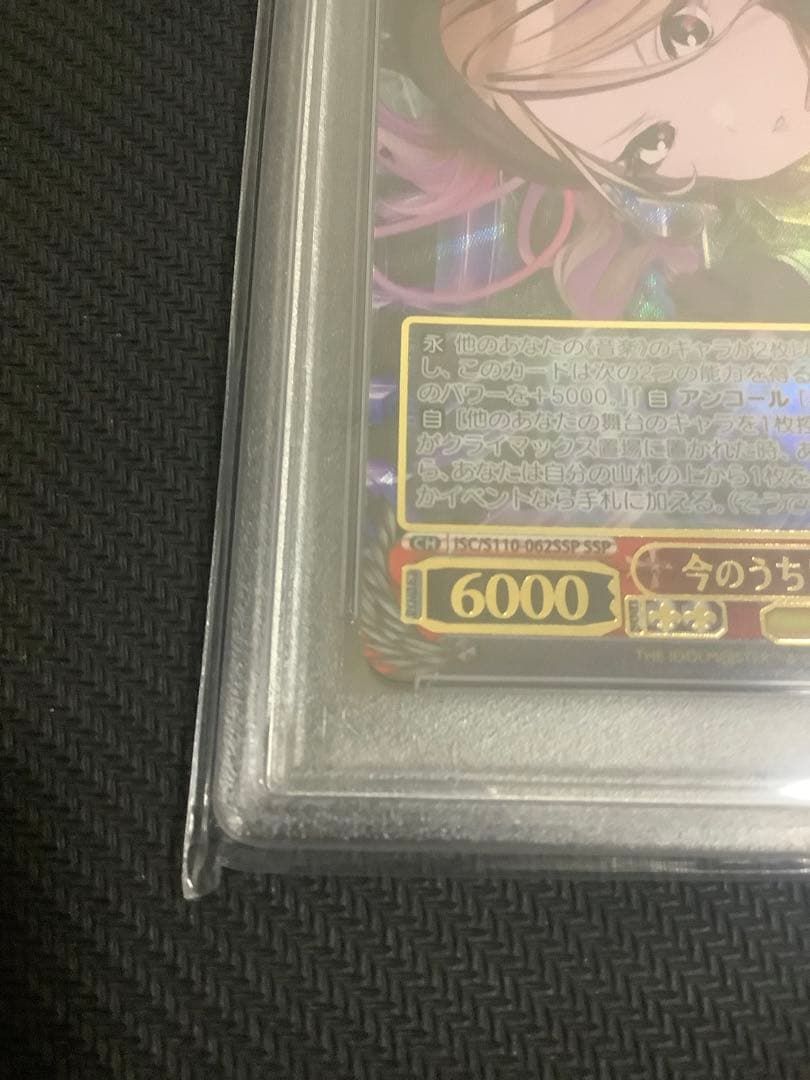 永 他のあなたの《音楽》のキャラが2枚以
し、このカードは次の2つの能力を得る
のパワーを+5000。』『自 アンコール［
自 『他のあなたの舞台のキャラを1枚
がクライマックス置場に置かれた時、あ
ら、あなたは自分の山札の上から1枚を
かイベントなら手札に加える。(そうで
CH ISC/S110-062SSP SSP
6000 今のうち
THE IDOLM@STER